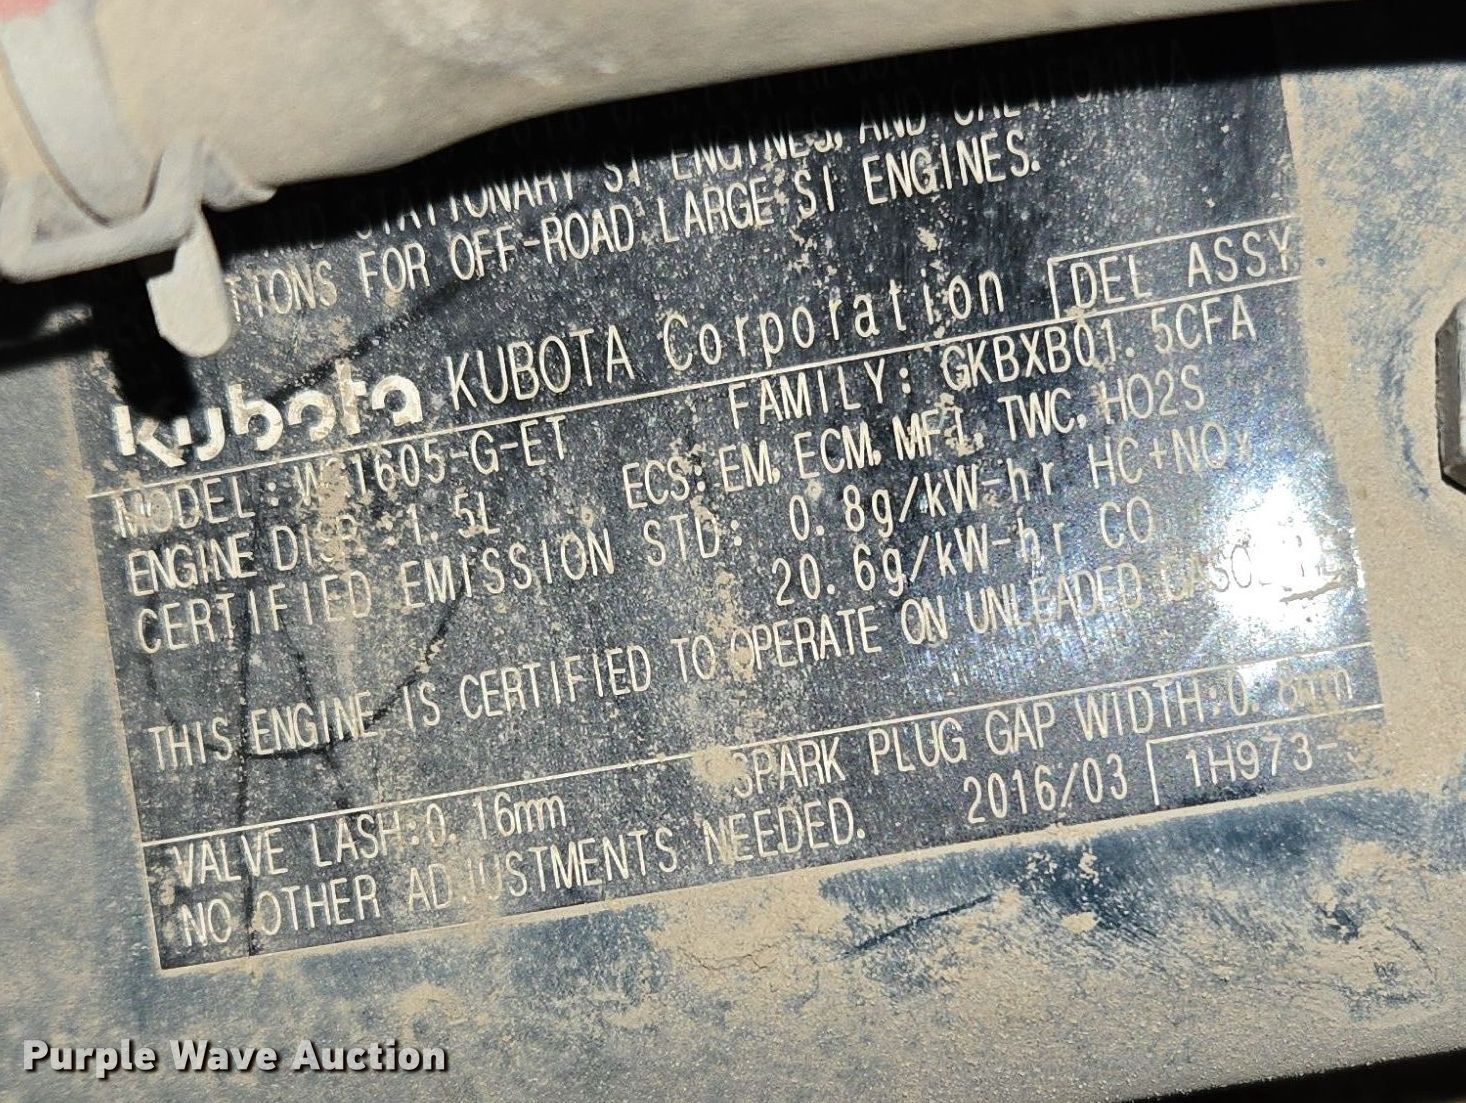 STATIONARY SI ENGINES, AND CALIFORNIA
FOR OFF-ROAD LARGE SI ENGINES.
Kubota KUBOTA Corporation DEL ASSY
MODEL: WG1605-G-ET FAMILY: GKBXB01.5CFA
ENGINE DISP.:1.5L ECS: EM, ECM, MFI, TWC, HO2S
CERTIFIED EMISSION STD: 0.8g/kW-hr HC+NOx
20.6g/kW-hr CO
THIS ENGINE IS CERTIFIED TO OPERATE ON UNLEADED GASOLINE
VALVE LASH:0.16mm SPARK PLUG GAP WIDTH:0.
NO OTHER ADJUSTMENTS NEEDED. 2016/03 1H973-
Purple Wave Auction